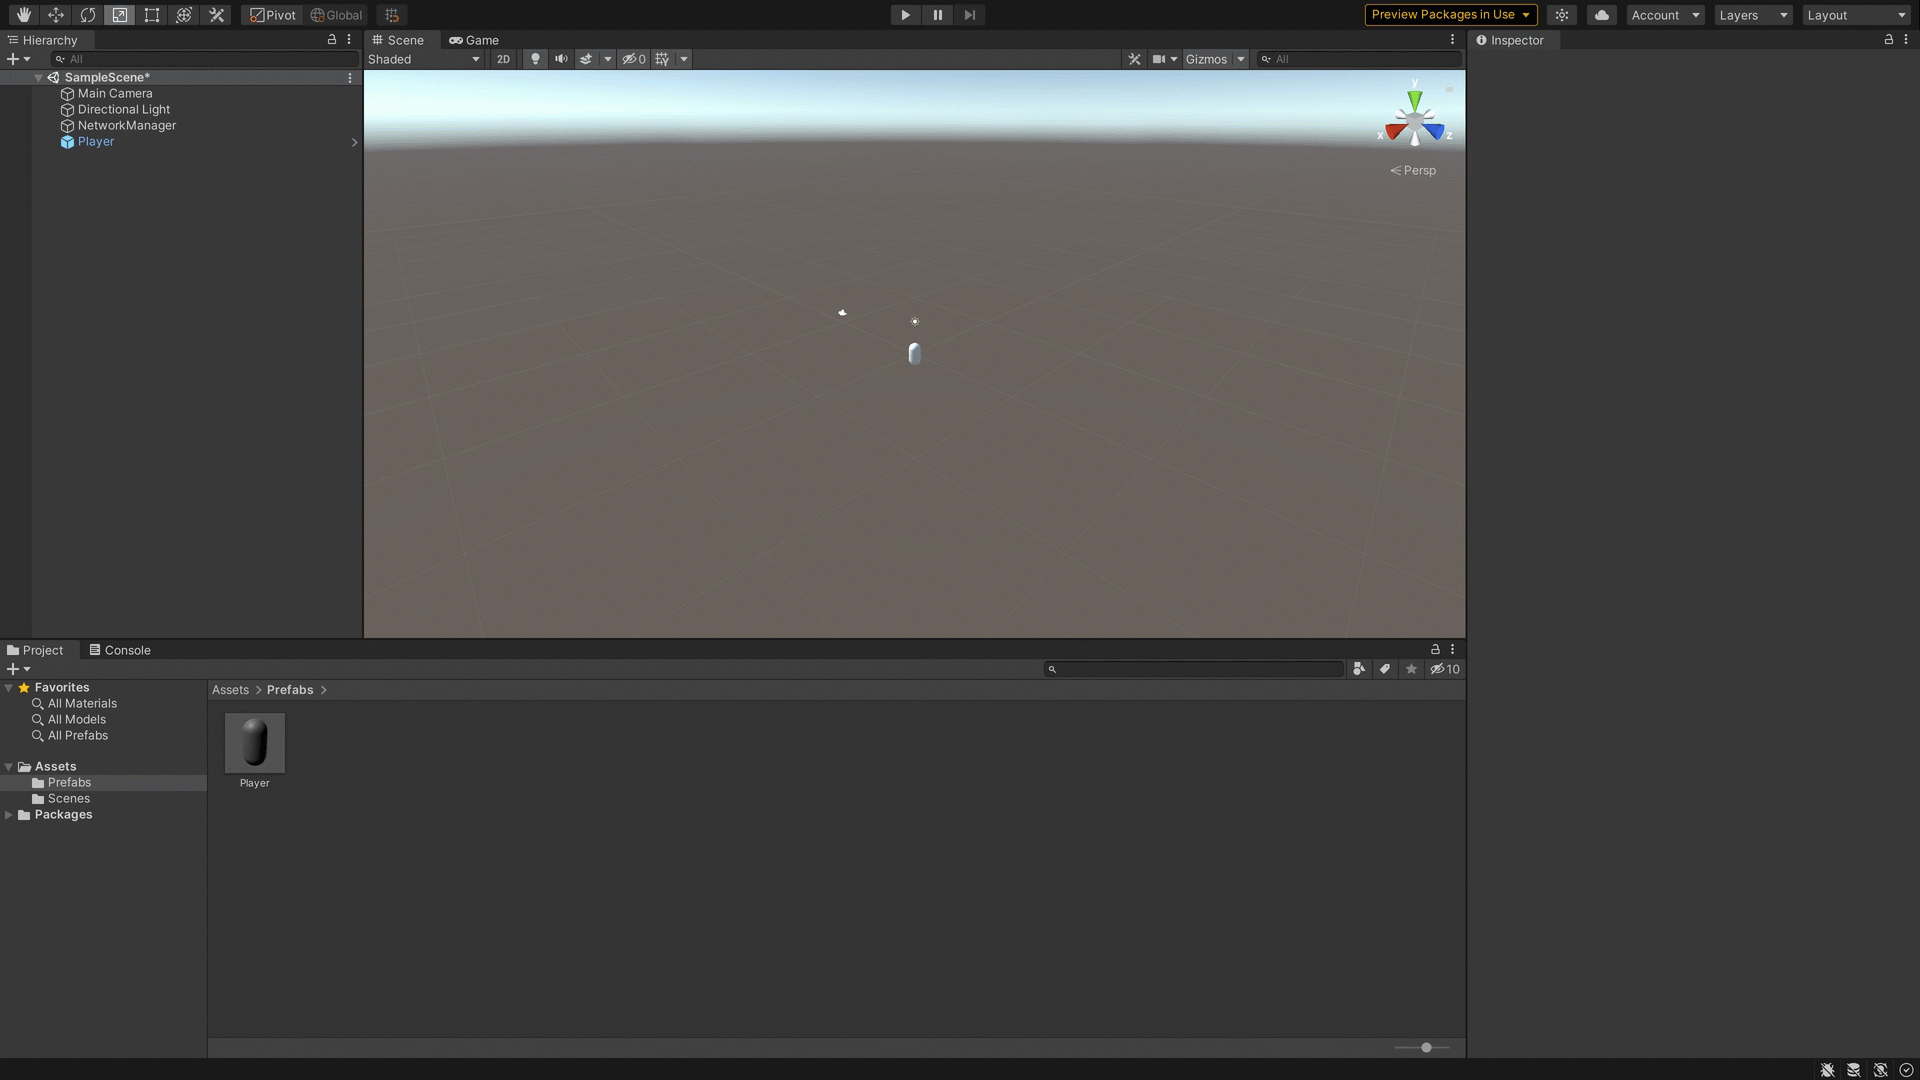 Pivot Global Preview Packages in Use Account Layers Layout
Hierarchy Scene Game Inspector
All Shaded 2D 0 Gizmos All
SampleScene*
Main Camera
Directional Light
NetworkManager
Player
y
x z
Persp
Project Console
10
Favorites
All Materials
All Models
All Prefabs
Assets
Prefabs
Scenes
Packages
Assets > Prefabs >
Player